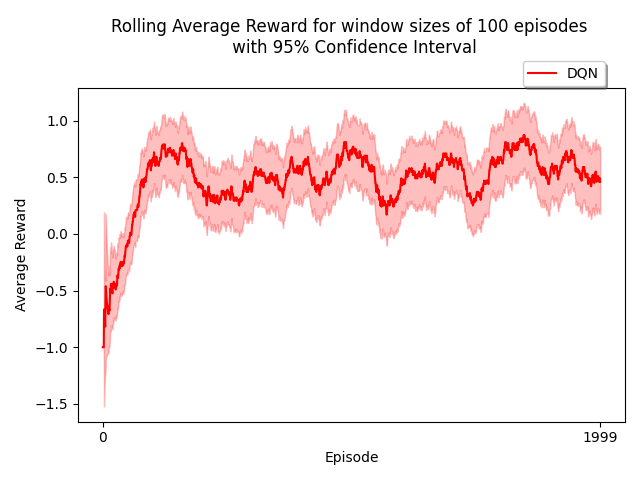 Rolling Average Reward for window sizes of 100 episodes
with 95% Confidence Interval
DQN
Average Reward
1.0
0.5
0.0
−0.5
−1.0
−1.5
0 1999
Episode